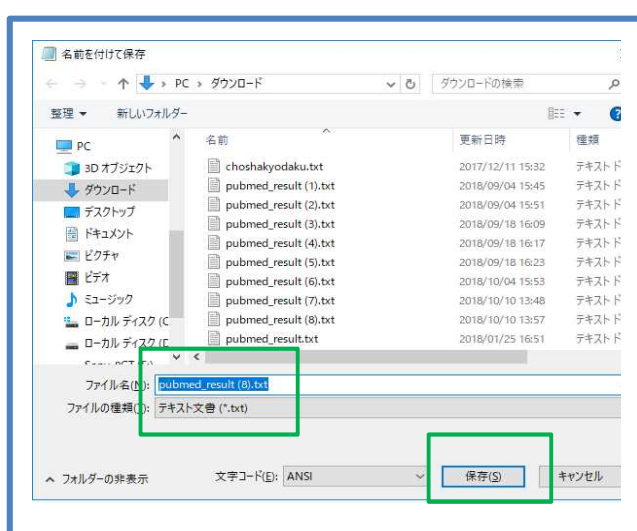 名前を付けて保存
PC › ダウンロード
ダウンロードの検索
整理
新しいフォルダー
PC
3D オブジェクト
ダウンロード
デスクトップ
ドキュメント
ピクチャ
ビデオ
ミュージック
ローカル ディスク (C
ローカル ディスク (D
名前 更新日時 種類
choshakyodaku.txt 2017/12/11 15:32 テキスト ド
pubmed_result (1).txt 2018/09/04 15:45 テキスト ド
pubmed_result (2).txt 2018/09/04 15:51 テキスト ド
pubmed_result (3).txt 2018/09/18 16:09 テキスト ド
pubmed_result (4).txt 2018/09/18 16:17 テキスト ド
pubmed_result (5).txt 2018/09/18 16:23 テキスト ド
pubmed_result (6).txt 2018/10/04 15:53 テキスト ド
pubmed_result (7).txt 2018/10/10 13:48 テキスト ド
pubmed_result (8).txt 2018/10/10 13:57 テキスト ド
pubmed_result.txt 2018/01/25 16:51 テキスト ド
ファイル名(N): pubmed_result (8).txt
ファイルの種類(T): テキスト文書 (*.txt)
フォルダーの非表示
文字コード(E): ANSI
保存(S)
キャンセル